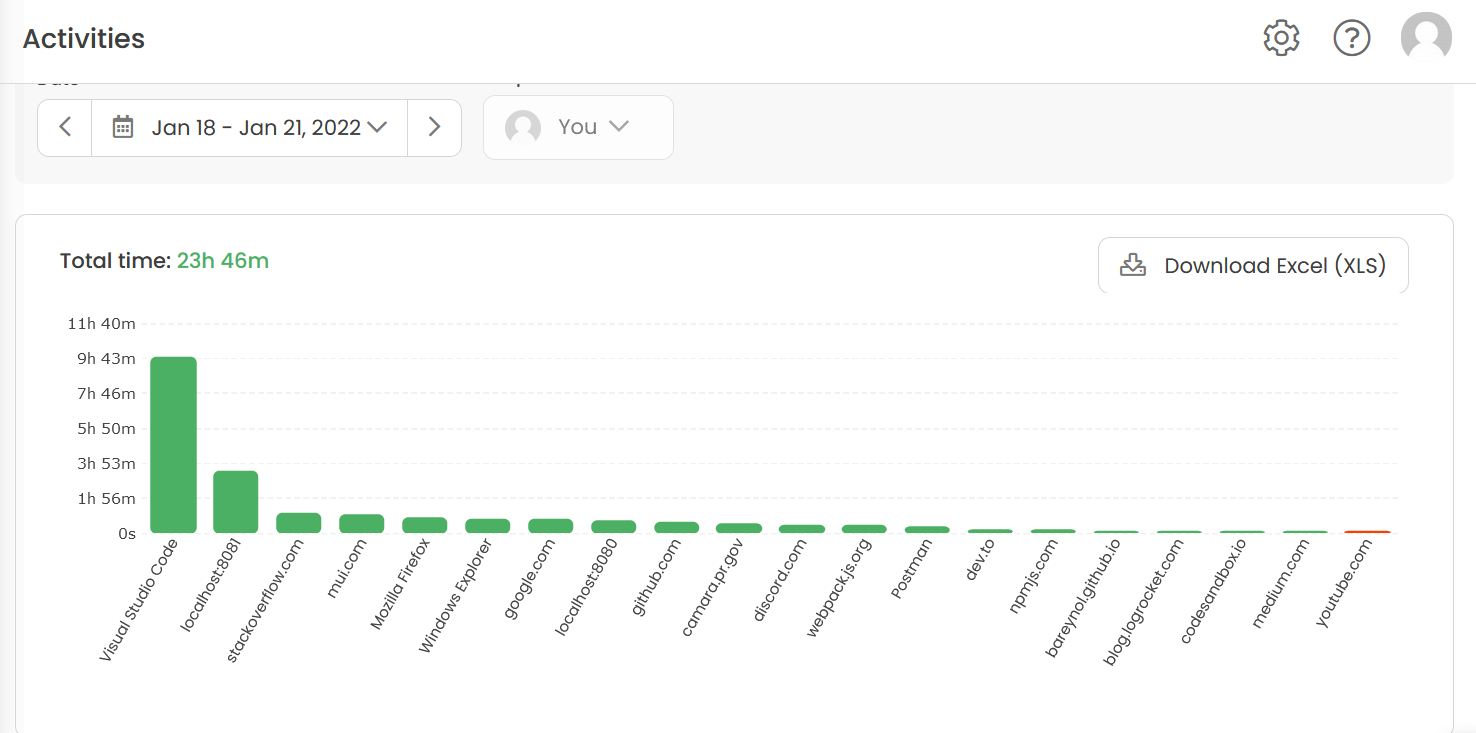 Activities
Jan 18 - Jan 21, 2022
You
Total time: 23h 46m
Download Excel (XLS)
11h 40m
9h 43m
7h 46m
5h 50m
3h 53m
1h 56m
0s
Visual Studio Code
localhost:8081
stackoverflow.com
mui.com
Mozilla Firefox
Windows Explorer
google.com
localhost:8080
github.com
camara.pr.gov
discord.com
webpack.js.org
Postman
dev.to
npmjs.com
bareynol.github.io
blog.logrocket.com
codesandbox.io
medium.com
youtube.com